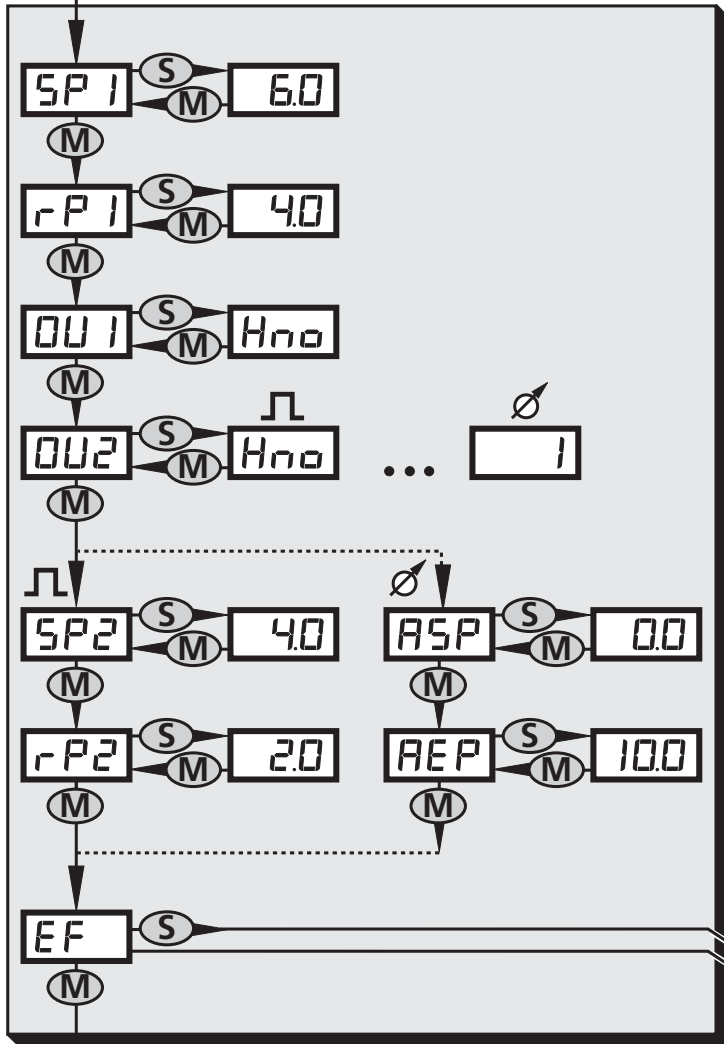 SP1 S 6.0
M
M
rP1 S 4.0
M
M
OU1 S Hno
M
M
OU2 S Hno ... 1
M
M
SP2 S 4.0 ASP S 0.0
M M
M M
rP2 S 2.0 AEP S 10.0
M M
M M
EF S
M